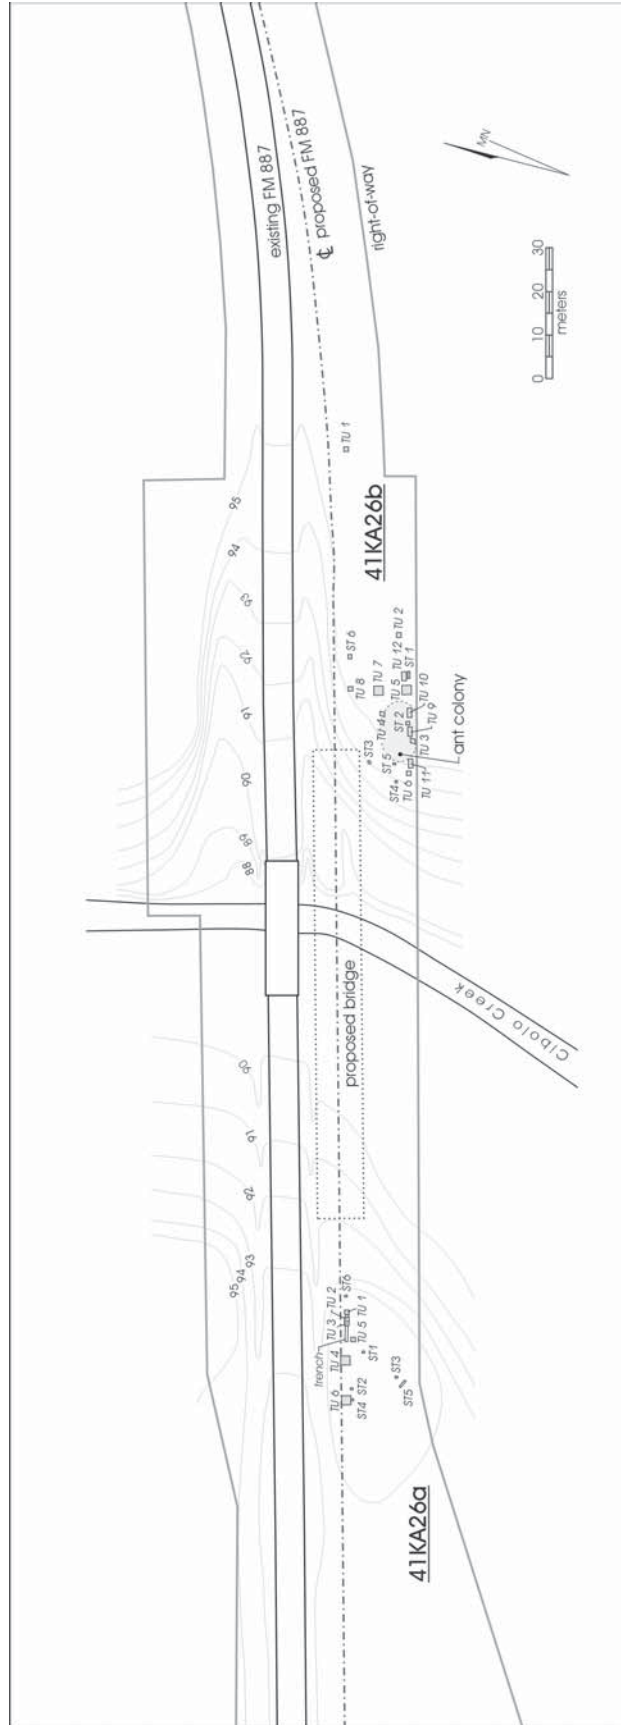 existing FM 887
℄ proposed FM 887
right-of-way
MN
0 10 20 30
meters
95
94
93
92
91
90
89
88
TU 1
41KA26b
ST 6
TU 8
TU 7
TU 2
TU 12
ST 1
TU 5
TU 4
ST 2
TU 10
TU 9
ST3
ST 5
TU 3
ST4
TU 6
TU 11
ant colony
proposed bridge
Cibolo Creek
90
91
92
93
94
95
trench
TU 3
TU 2
ST6
TU 1
TU 5
TU 4
ST1
TU 6
ST2
ST4
ST3
ST5
41KA26a